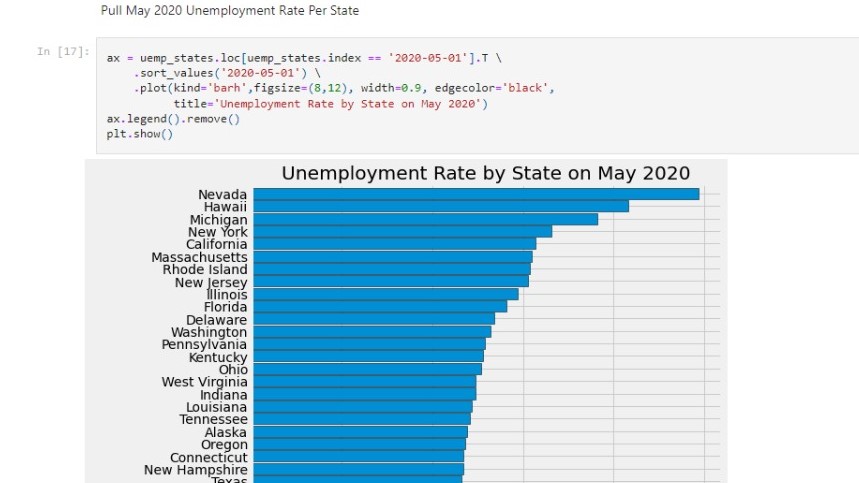 Pull May 2020 Unemployment Rate Per State
In [17]:
ax = uemp_states.loc[uemp_states.index == '2020-05-01'].T \
.sort_values('2020-05-01') \
.plot(kind='barh',figsize=(8,12), width=0.9, edgecolor='black',
title='Unemployment Rate by State on May 2020')
ax.legend().remove()
plt.show()
Unemployment Rate by State on May 2020
Nevada
Hawaii
Michigan
New York
California
Massachusetts
Rhode Island
New Jersey
Illinois
Florida
Delaware
Washington
Pennsylvania
Kentucky
Ohio
West Virginia
Indiana
Louisiana
Tennessee
Alaska
Oregon
Connecticut
New Hampshire
Texas